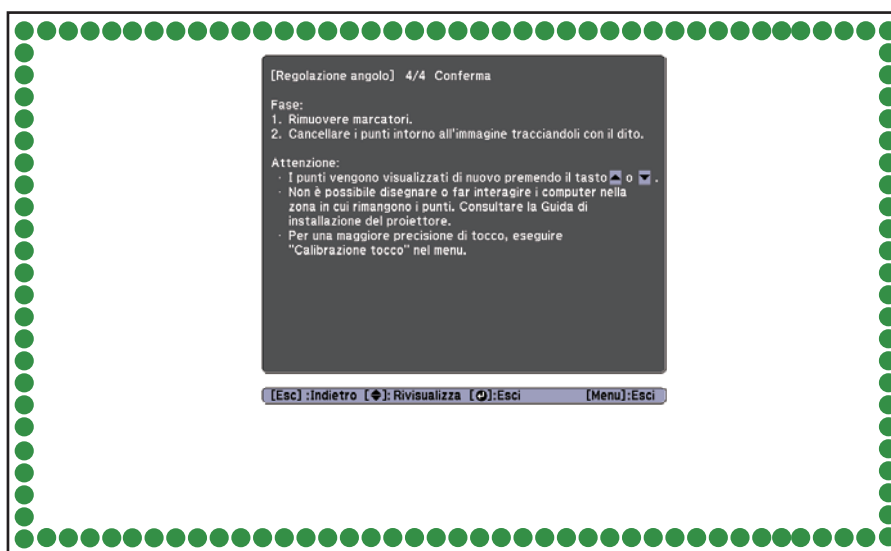 [Regolazione angolo] 4/4 Conferma
Fase:
1. Rimuovere marcatori.
2. Cancellare i punti intorno all'immagine tracciandoli con il dito.
Attenzione:
· I punti vengono visualizzati di nuovo premendo il tasto ▲ o ▼ .
· Non è possibile disegnare o far interagire i computer nella
zona in cui rimangono i punti. Consultare la Guida di
installazione del proiettore.
· Per una maggiore precisione di tocco, eseguire
"Calibrazione tocco" nel menu.
[Esc] :Indietro [◆]: Rivisualizza [↵]:Esci [Menu]:Esci